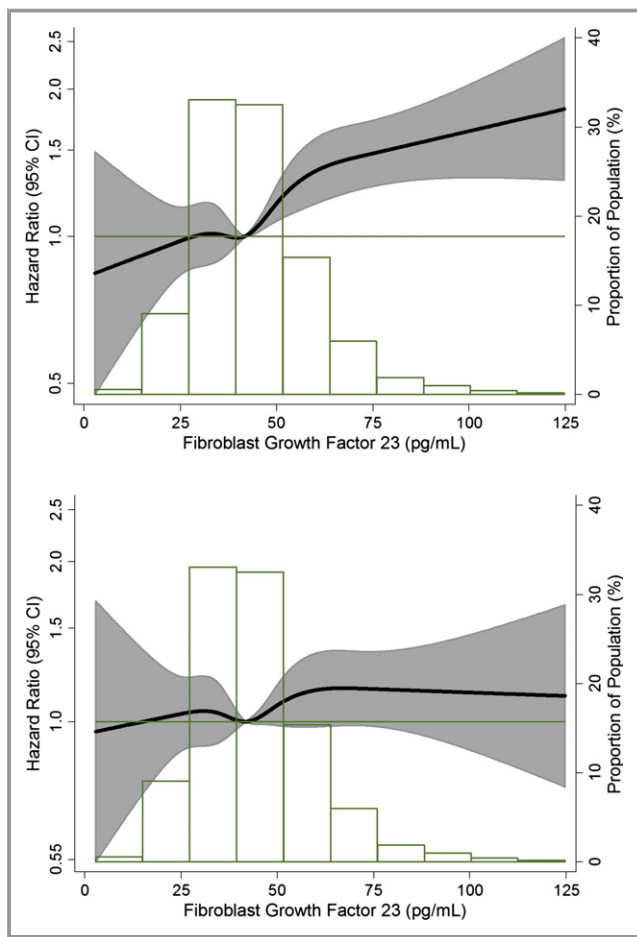 Hazard Ratio (95% CI)
2.5
2.0
1.5
1.0
0.5
40
30
20
10
0
Proportion of Population (%)
0 25 50 75 100 125
Fibroblast Growth Factor 23 (pg/mL)
Hazard Ratio (95% CI)
2.5
2.0
1.5
1.0
0.55
40
30
20
10
0
Proportion of Population (%)
0 25 50 75 100 125
Fibroblast Growth Factor 23 (pg/mL)